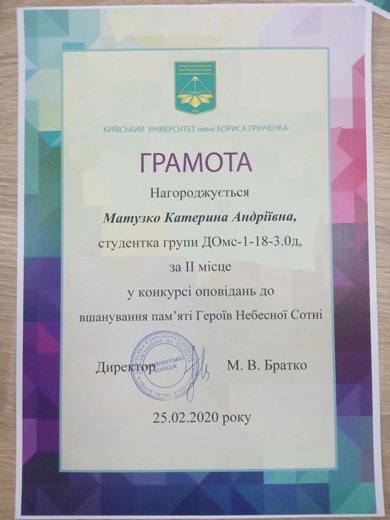 КИЇВСЬКИЙ УНІВЕРСИТЕТ імені БОРИСА ГРІНЧЕНКА
ГРАМОТА
Нагороджується
Матузко Катерина Андріївна,
студентка групи ДОмс-1-18-3.0д,
за ІІ місце
у конкурсі оповідань до
вшанування пам’яті Героїв Небесної Сотні
Директор М. В. Братко
25.02.2020 року